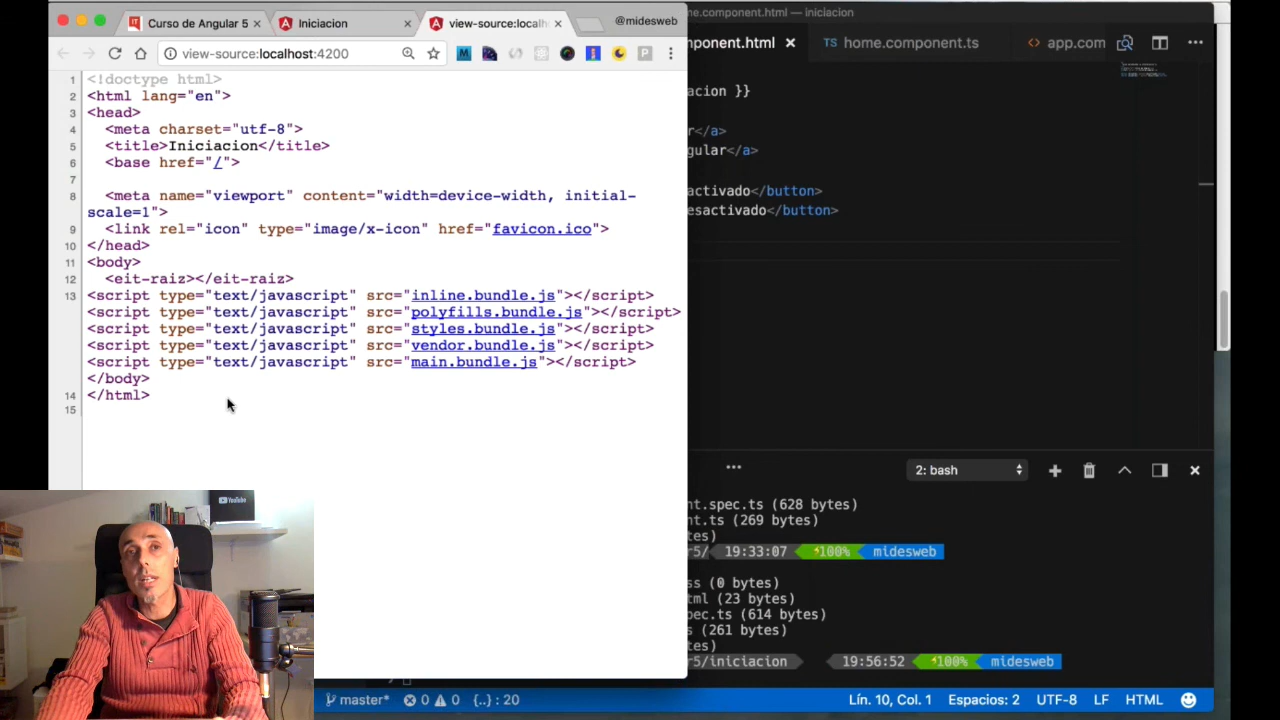 Curso de Angular 5
Iniciacion
view-source:local
@midesweb
view-source:localhost:4200
1 <!doctype html>
2 <html lang="en">
3 <head>
4 <meta charset="utf-8">
5 <title>Iniciacion</title>
6 <base href="/">
7
8 <meta name="viewport" content="width=device-width, initial-
scale=1">
9 <link rel="icon" type="image/x-icon" href="favicon.ico">
10 </head>
11 <body>
12 <eit-raiz></eit-raiz>
13 <script type="text/javascript" src="inline.bundle.js"></script>
<script type="text/javascript" src="polyfills.bundle.js"></script>
<script type="text/javascript" src="styles.bundle.js"></script>
<script type="text/javascript" src="vendor.bundle.js"></script>
<script type="text/javascript" src="main.bundle.js"></script>
</body>
14 </html>
15
YouTube
me.component.html — iniciacion
ponent.html
TS home.component.ts
<> app.com
acion }}
r</a>
gular</a>
activado</button>
esactivado</button>
2: bash
nt.spec.ts (628 bytes)
nt.ts (269 bytes)
tes)
r5/ 19:33:07 100% midesweb
ss (0 bytes)
tml (23 bytes)
pec.ts (614 bytes)
s (261 bytes)
tes)
r5/iniciacion 19:56:52 100% midesweb
master* 0 0 {..} : 20
Lín. 10, Col. 1 Espacios: 2 UTF-8 LF HTML